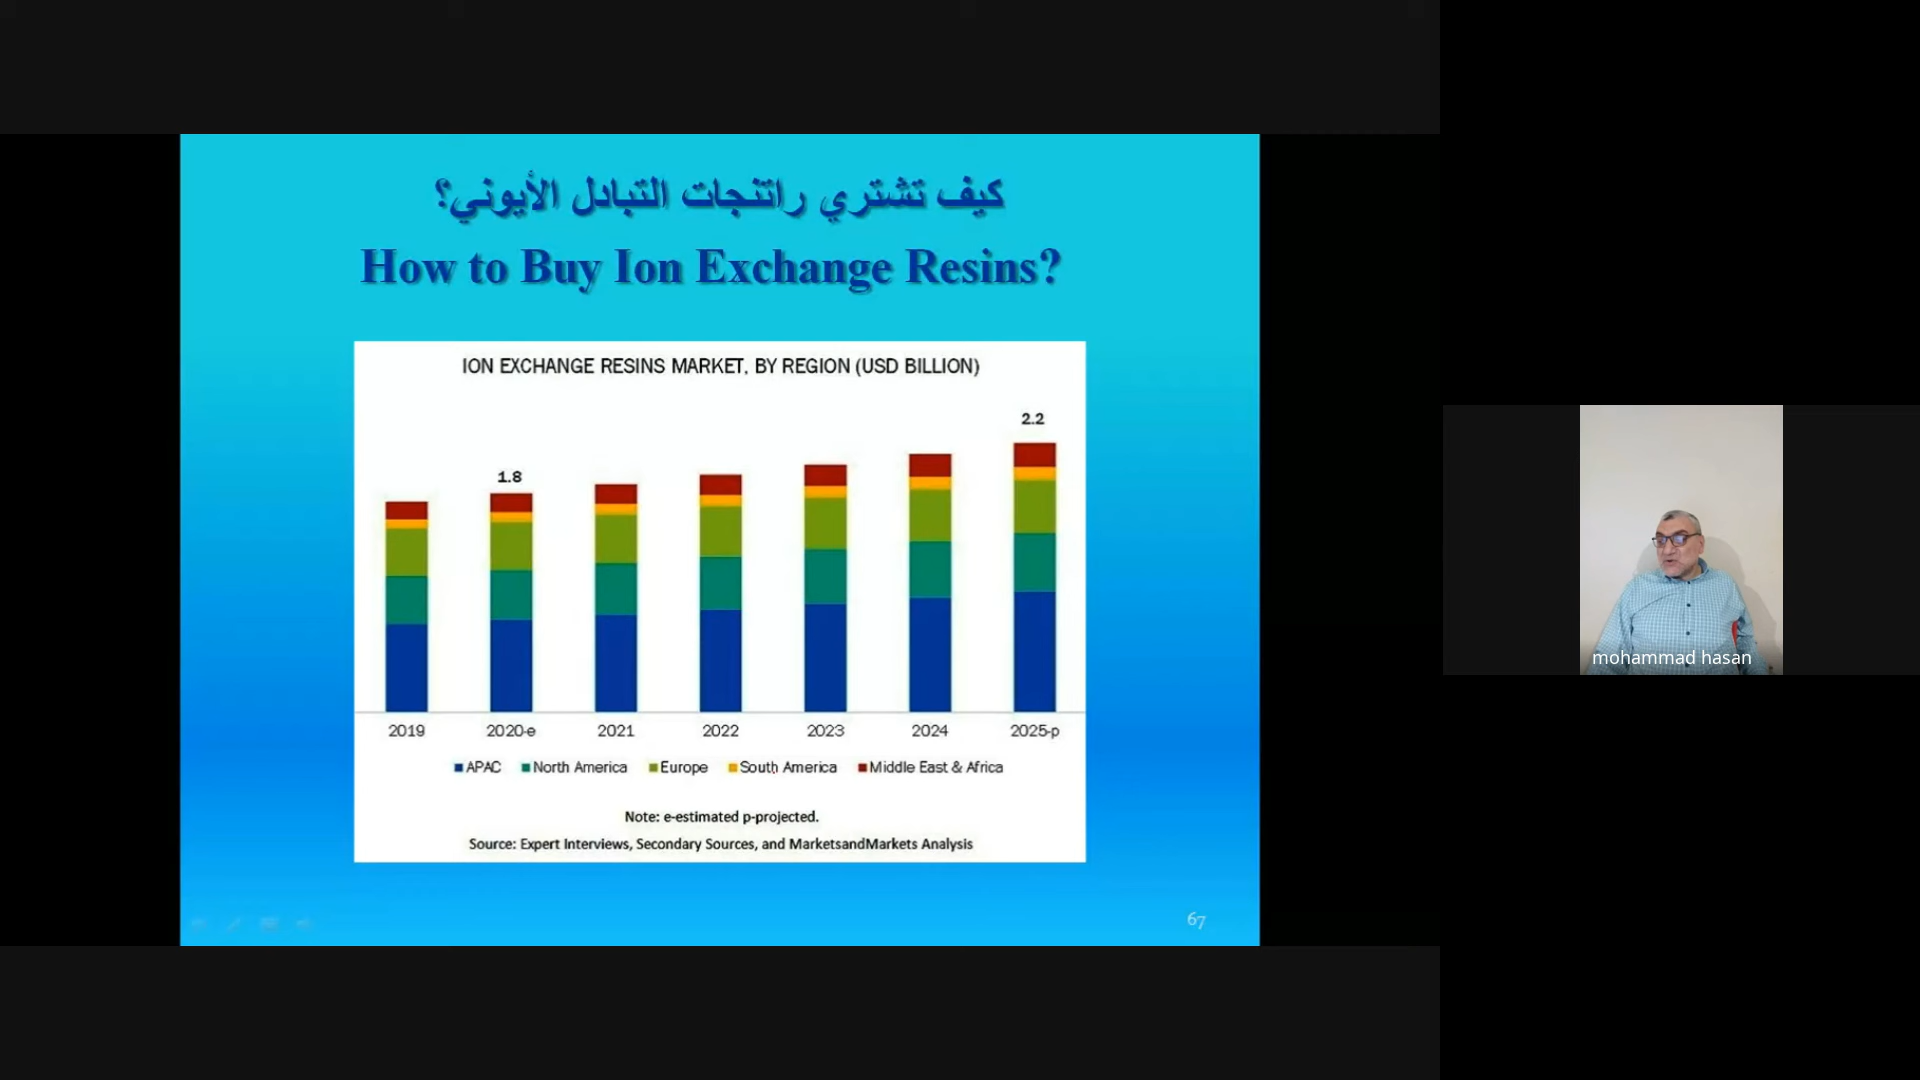 كيف تشتري راتنجات التبادل الأيوني؟
How to Buy Ion Exchange Resins?
ION EXCHANGE RESINS MARKET, BY REGION (USD BILLION)
2.2
1.8
2019 2020-e 2021 2022 2023 2024 2025-p
APAC North America Europe South America Middle East & Africa
Note: e-estimated p-projected.
Source: Expert Interviews, Secondary Sources, and MarketsandMarkets Analysis
67
mohammad hasan